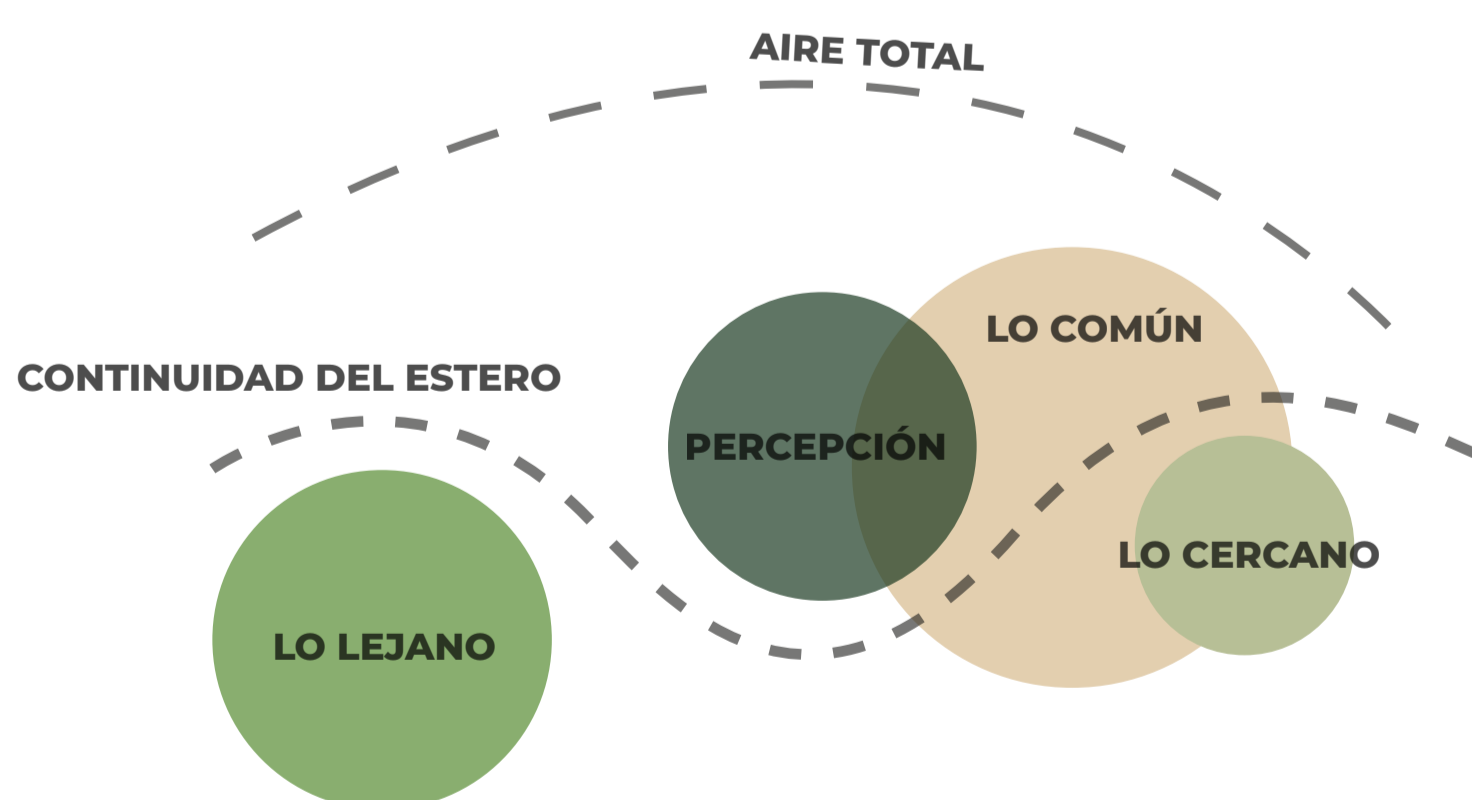 AIRE TOTAL
LO COMÚN
CONTINUIDAD DEL ESTERO
PERCEPCIÓN
LO CERCANO
LO LEJANO